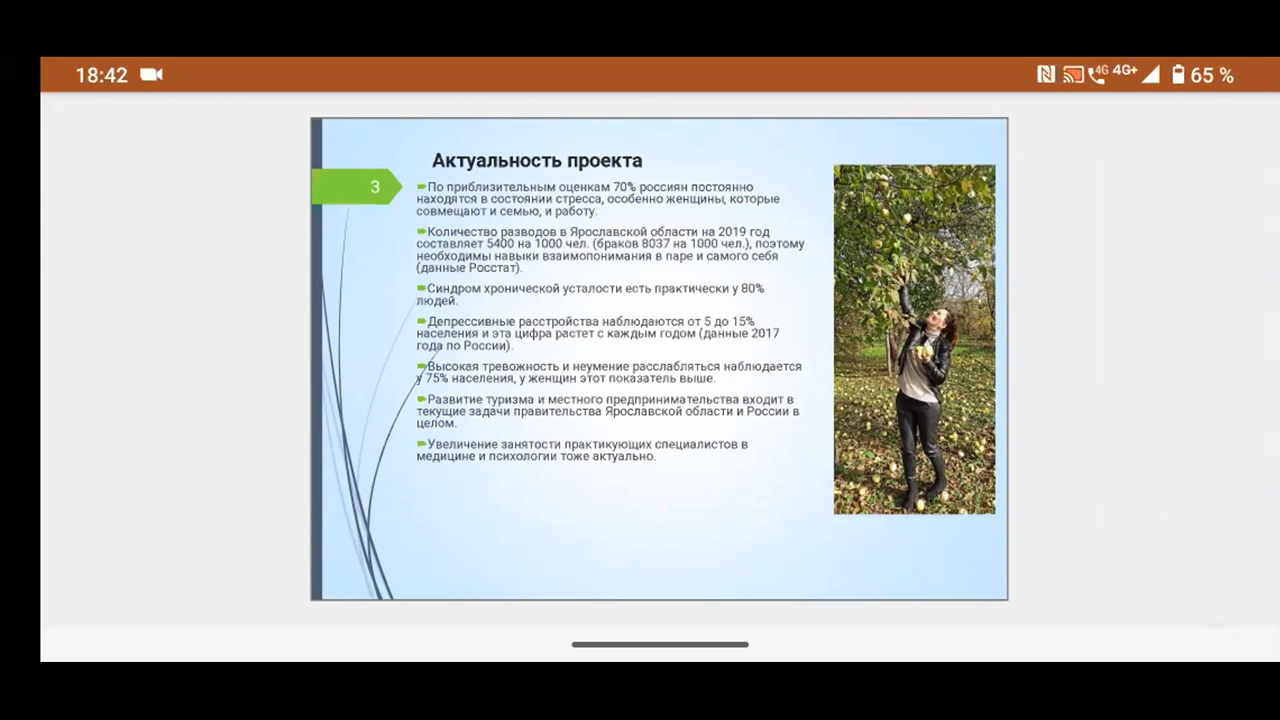 18:42
4G 4G+ 65 %
Актуальность проекта
3
По приблизительным оценкам 70% россиян постоянно
находятся в состоянии стресса, особенно женщины, которые
совмещают и семью, и работу.
Количество разводов в Ярославской области на 2019 год
составляет 5400 на 1000 чел. (браков 8037 на 1000 чел.), поэтому
необходимы навыки взаимопонимания в паре и самого себя
(данные Росстат).
Синдром хронической усталости есть практически у 80%
людей.
Депрессивные расстройства наблюдаются от 5 до 15%
населения и эта цифра растет с каждым годом (данные 2017
года по России).
Высокая тревожность и неумение расслабляться наблюдается
у 75% населения, у женщин этот показатель выше.
Развитие туризма и местного предпринимательства входит в
текущие задачи правительства Ярославской области и России в
целом.
Увеличение занятости практикующих специалистов в
медицине и психологии тоже актуально.